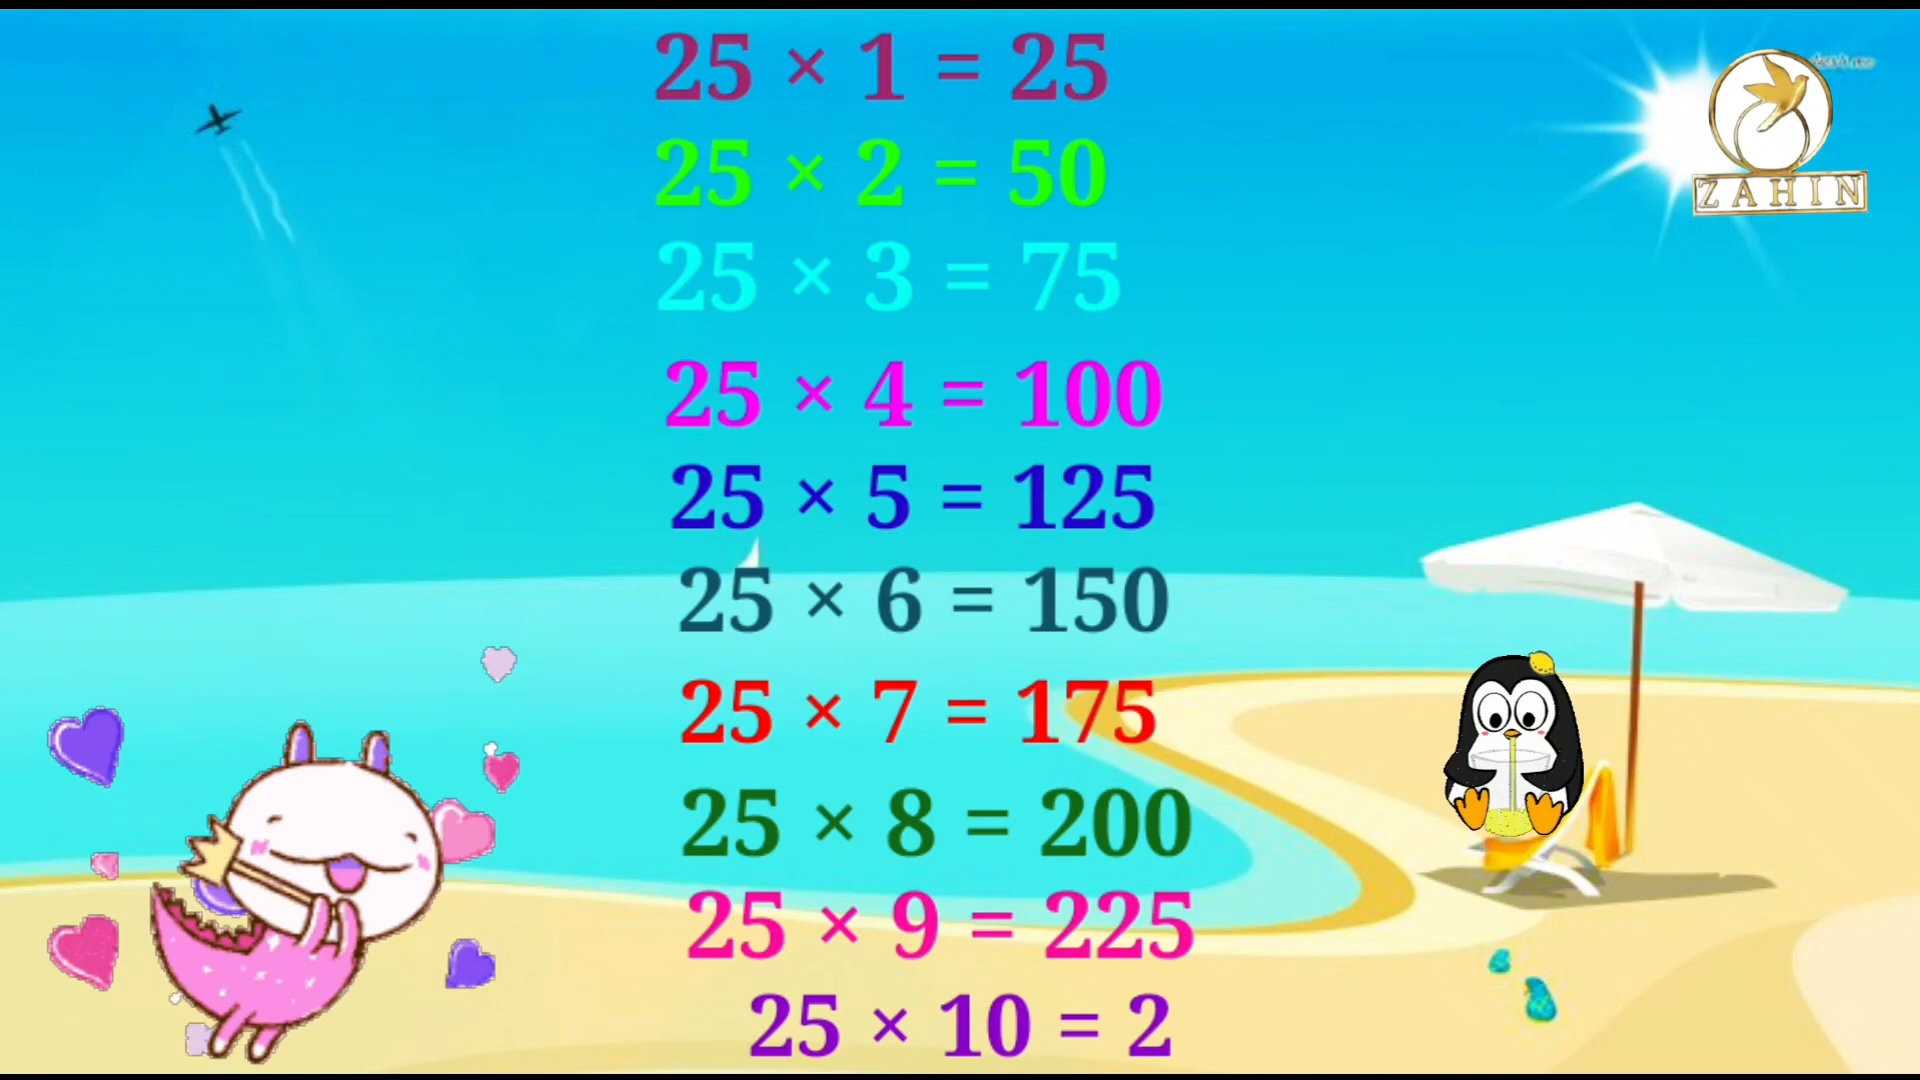 25 × 1 = 25
25 × 2 = 50
25 × 3 = 75
25 × 4 = 100
25 × 5 = 125
25 × 6 = 150
25 × 7 = 175
25 × 8 = 200
25 × 9 = 225
25 × 10 = 2
ZAHIN